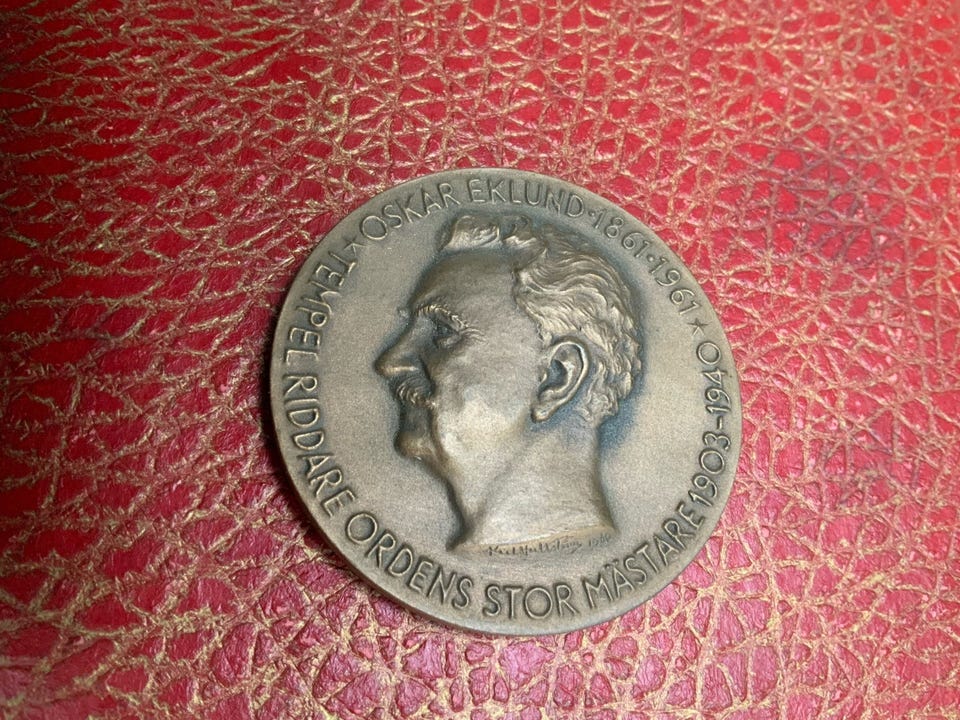 ★ OSKAR EKLUND · 1861 · 1961 ★
TEMPEL RIDDARE ORDENS STOR MÄSTARE 1903-1940